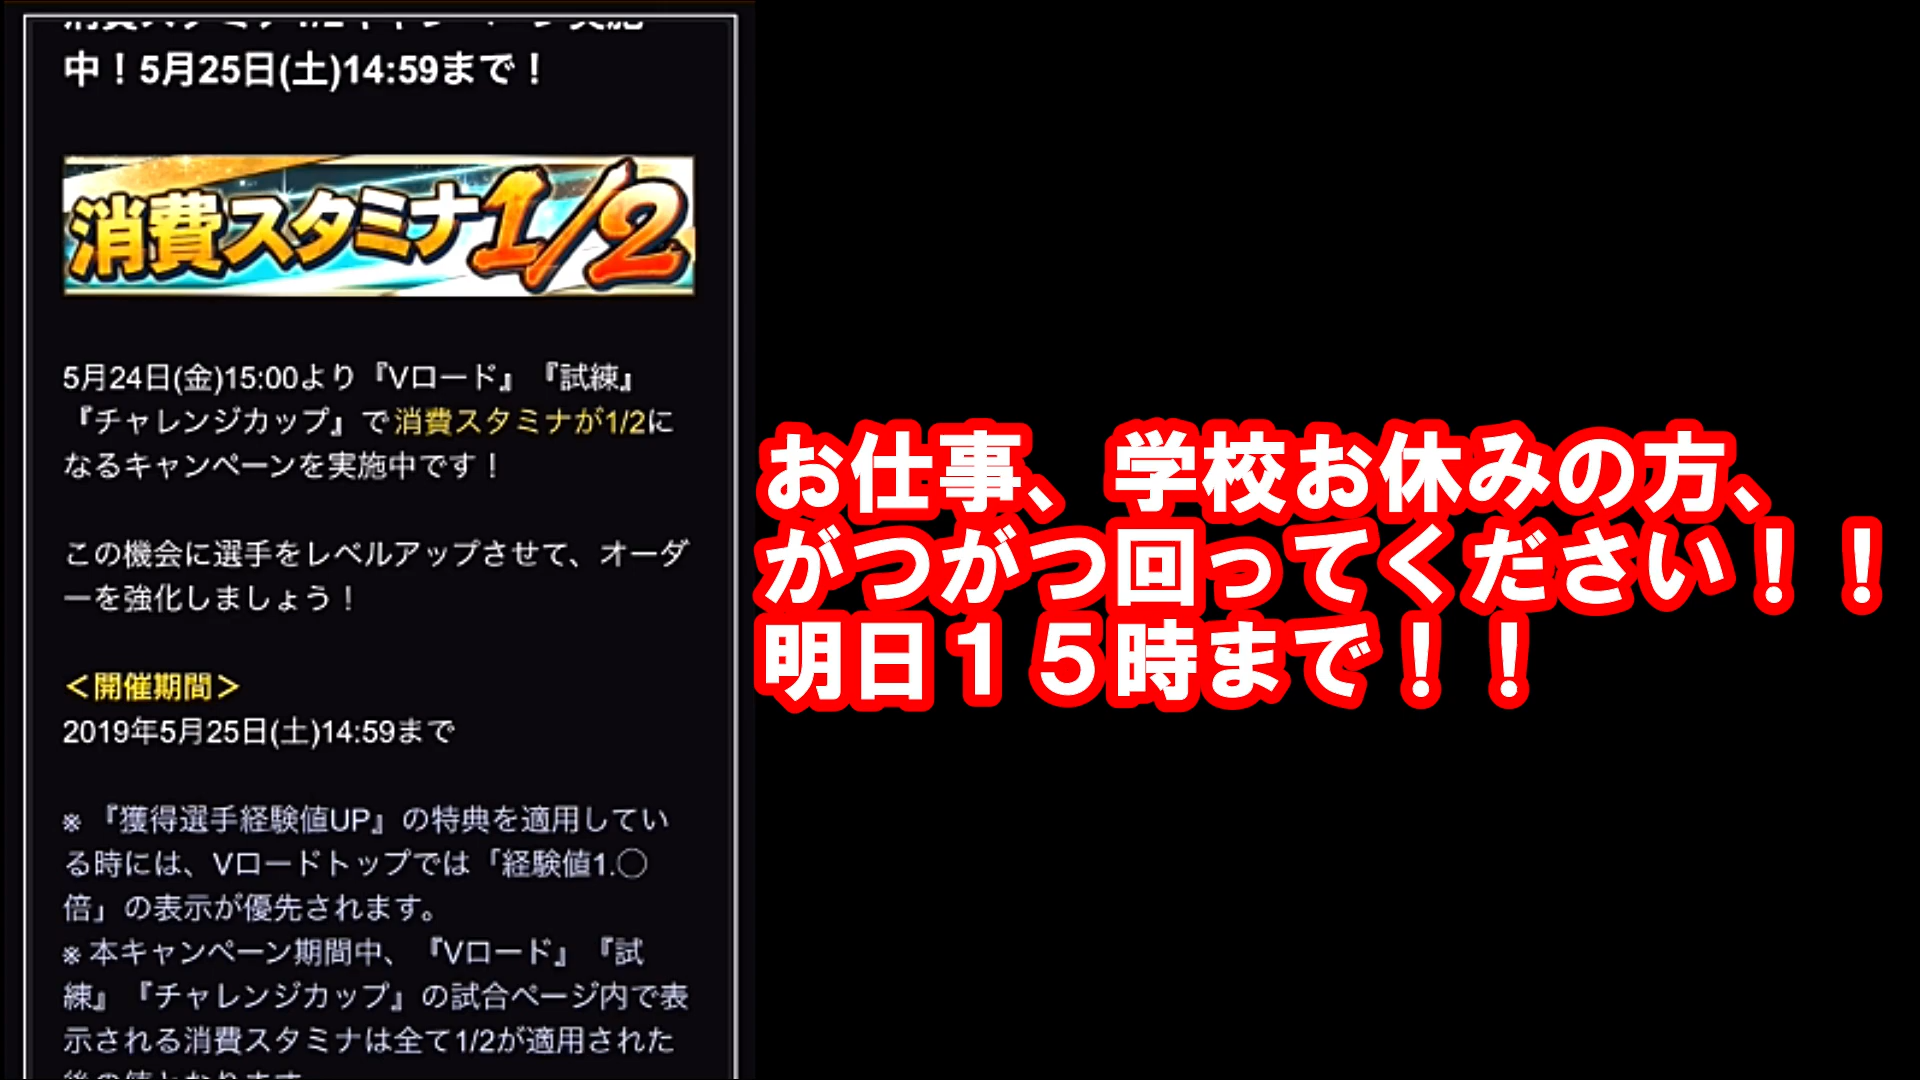 中！5月25日(土)14:59まで！
消費スタミナ1/2
5月24日(金)15:00より『Vロード』『試練』
『チャレンジカップ』で消費スタミナが1/2に
なるキャンペーンを実施中です！
この機会に選手をレベルアップさせて、オーダ
ーを強化しましょう！
＜開催期間＞
2019年5月25日(土)14:59まで
※『獲得選手経験値UP』の特典を適用してい
る時には、Vロードトップでは「経験値1.〇
倍」の表示が優先されます。
※本キャンペーン期間中、『Vロード』『試
練』『チャレンジカップ』の試合ページ内で表
示される消費スタミナは全て1/2が適用された
お仕事、学校お休みの方、
がつがつ回ってください！！
明日１５時まで！！